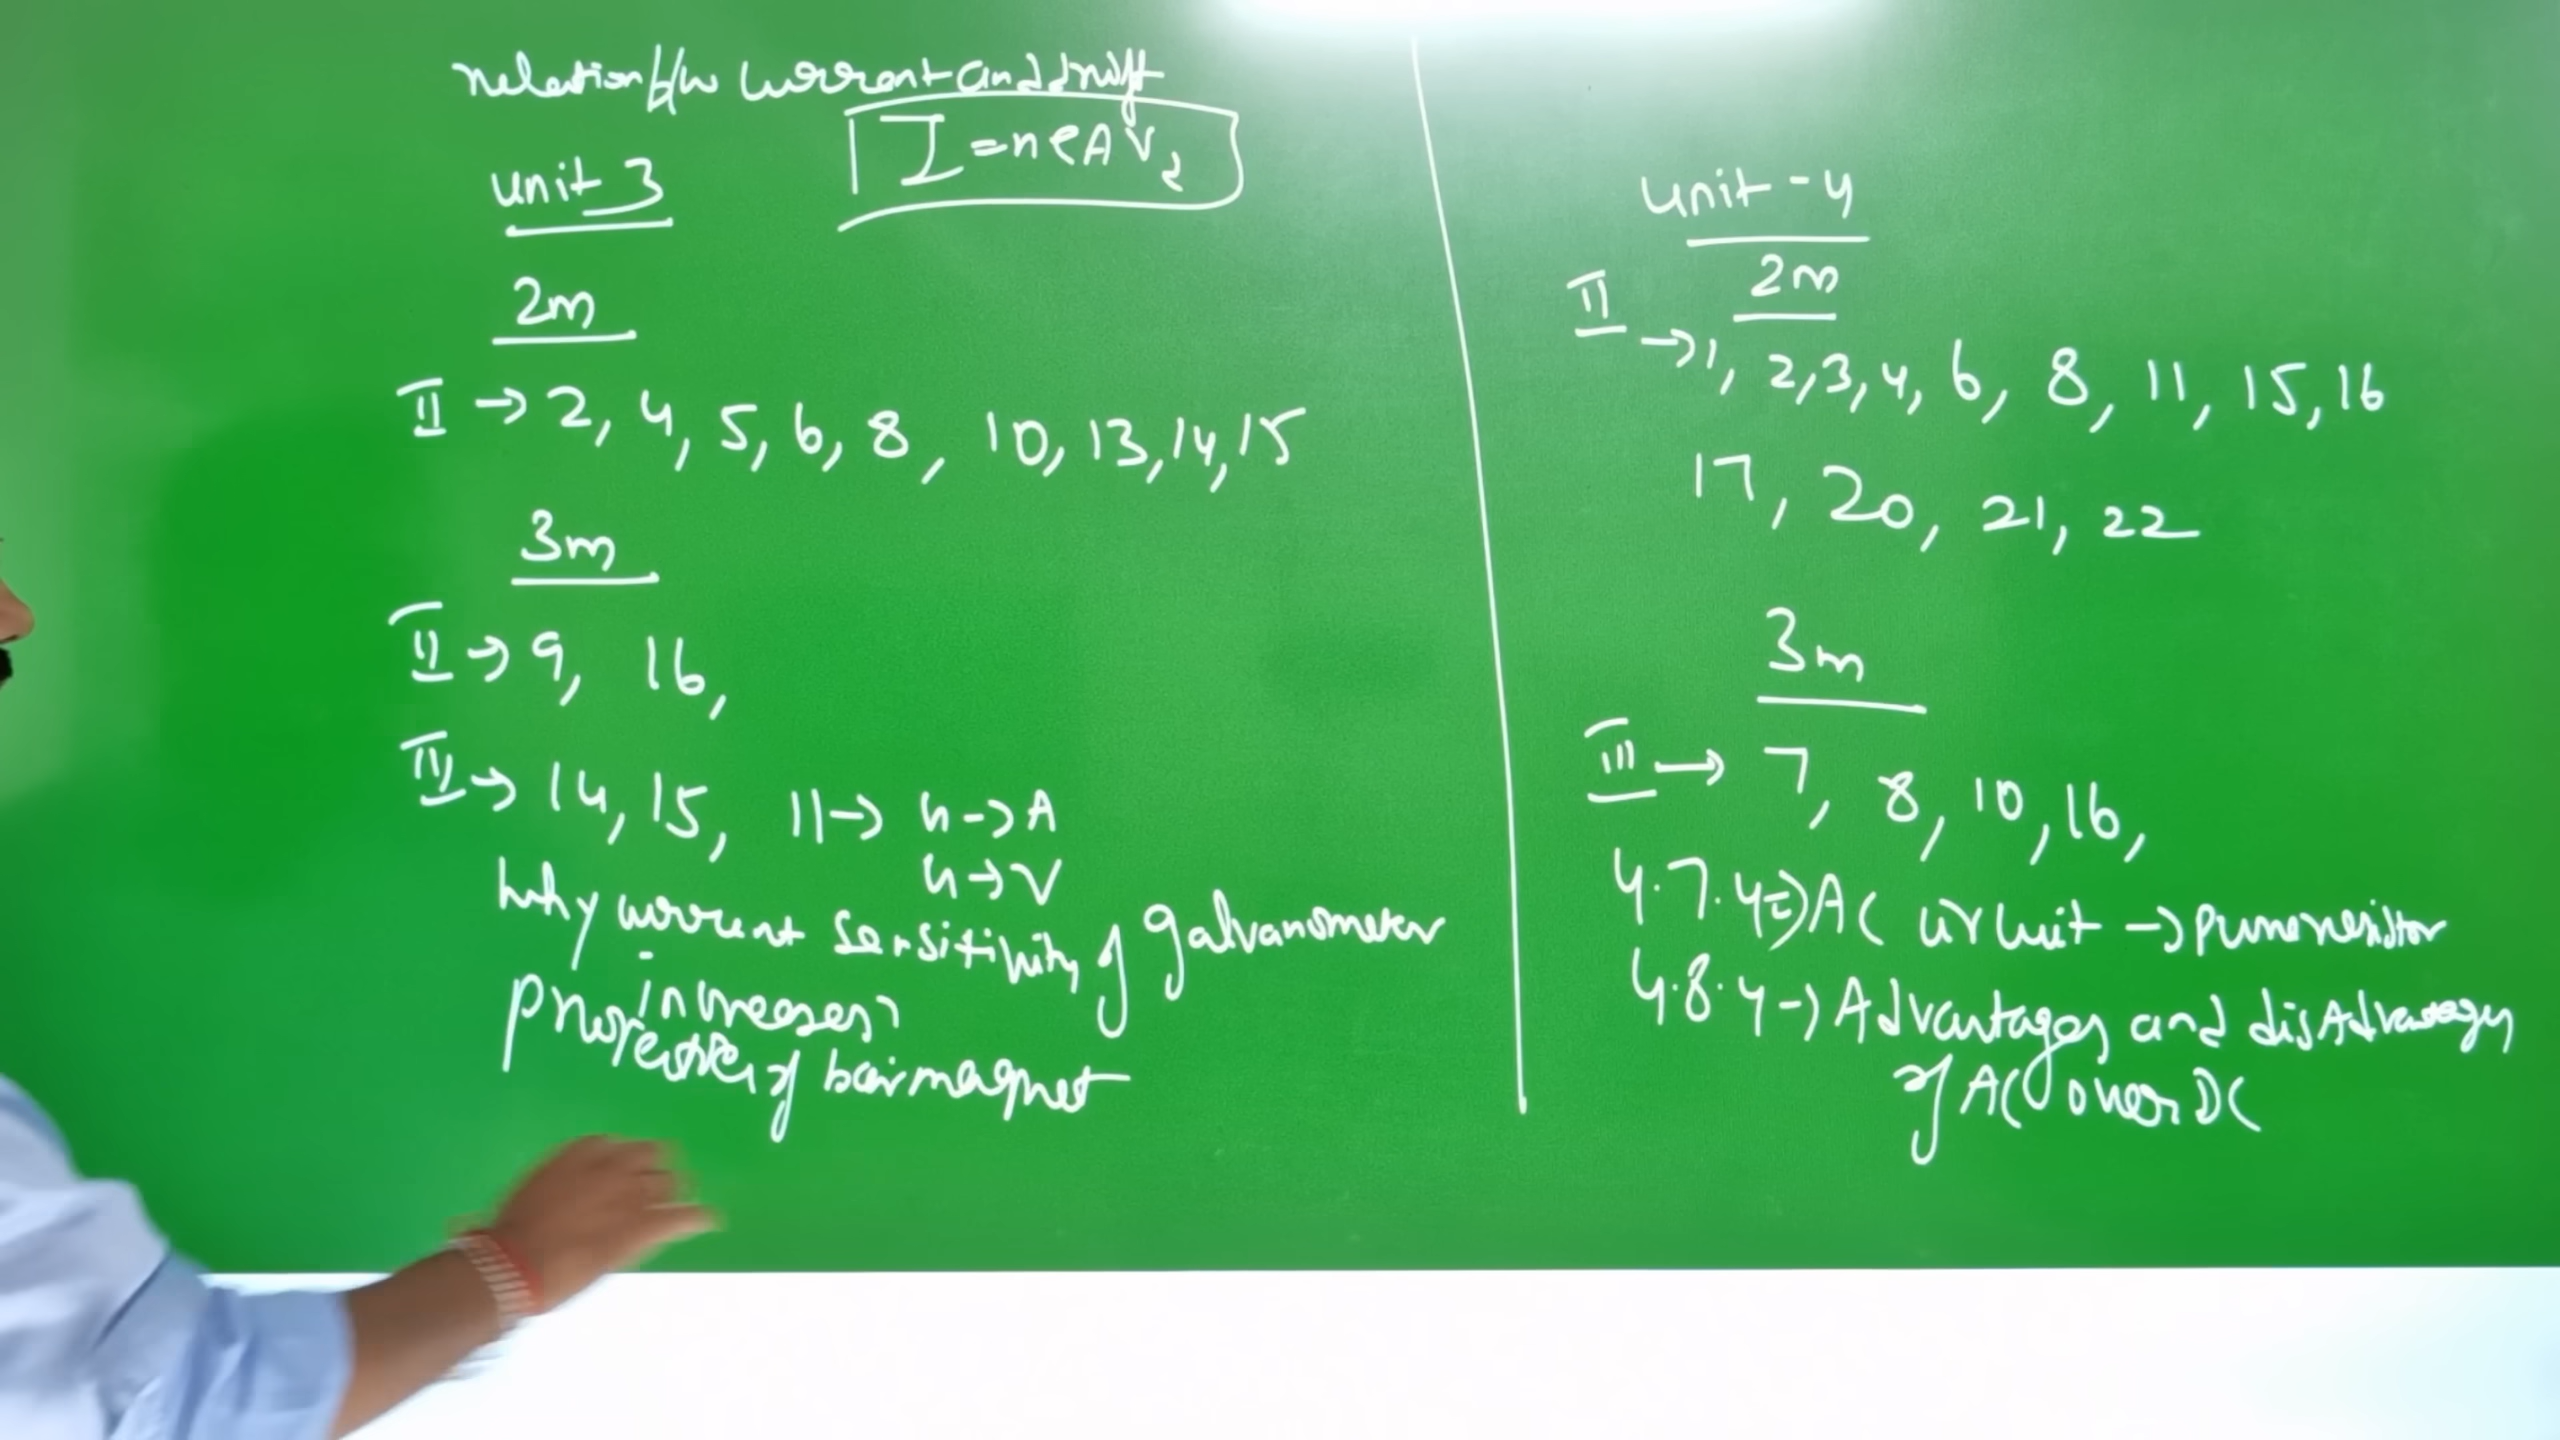 relation b/w current and drift
I = neAVd
unit 3
2m
II → 2, 4, 5, 6, 8, 10, 13, 14, 15
3m
II → 9, 16,
III → 14, 15, 11 → G → A
G → V
Why current sensitivity of galvanometer
increases
Properties of bar magnet
unit - 4
2m
II → 1, 2, 3, 4, 6, 8, 11, 15, 16
17, 20, 21, 22
3m
III → 7, 8, 10, 16,
4.7.4 ⇒ AC circuit → pure resistor
4.8.4 → Advantages and disAdvantages
of AC over DC